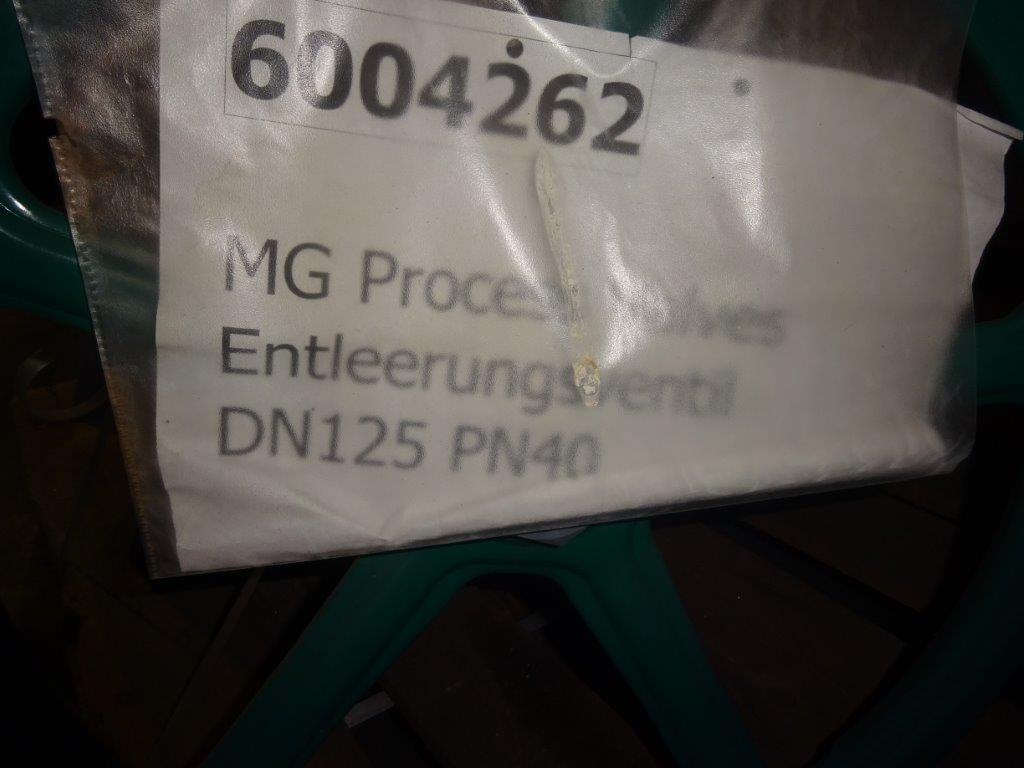 6004262
MG Process Valves
Entleerungsventil
DN125 PN40